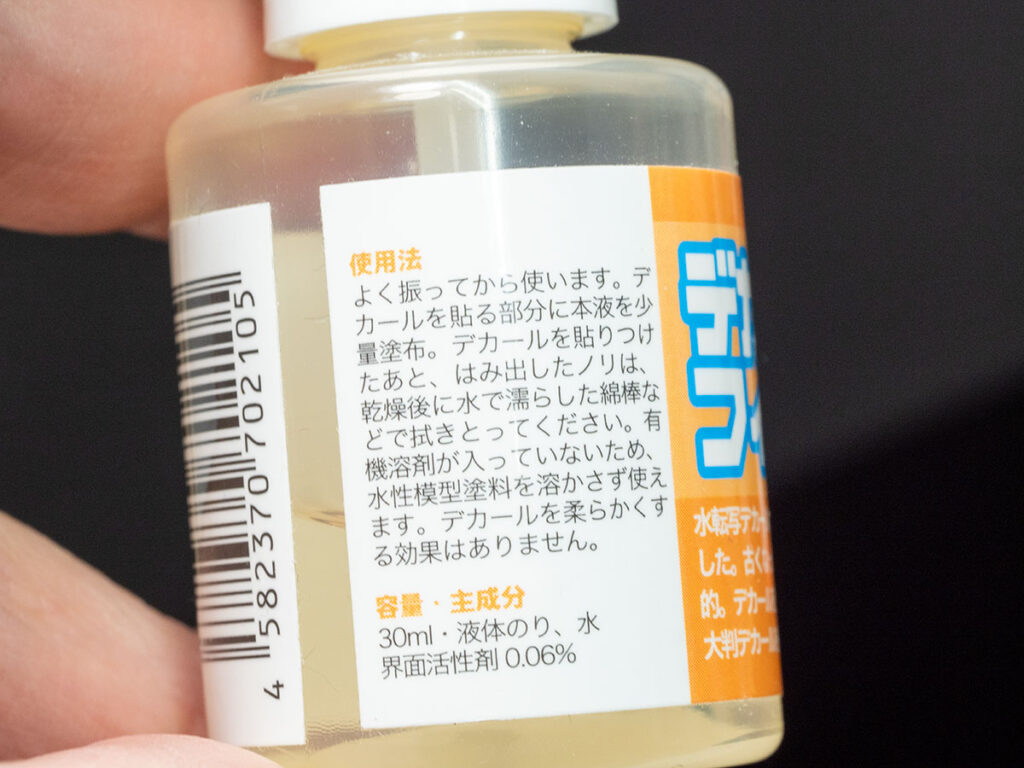 使用法
よく振ってから使います。デ
カールを貼る部分に本液を少
量塗布。デカールを貼りつけ
たあと、はみ出したノリは、
乾燥後に水で濡らした綿棒な
どで拭きとってください。有
機溶剤が入っていないため、
水性模型塗料を溶かさず使え
ます。デカールを柔らかくす
る効果はありません。
容量・主成分
30ml・液体のり、水
界面活性剤 0.06%
4 582370 702105
デカ
水転写デカ
した。古く
的。デカー
大判デカール